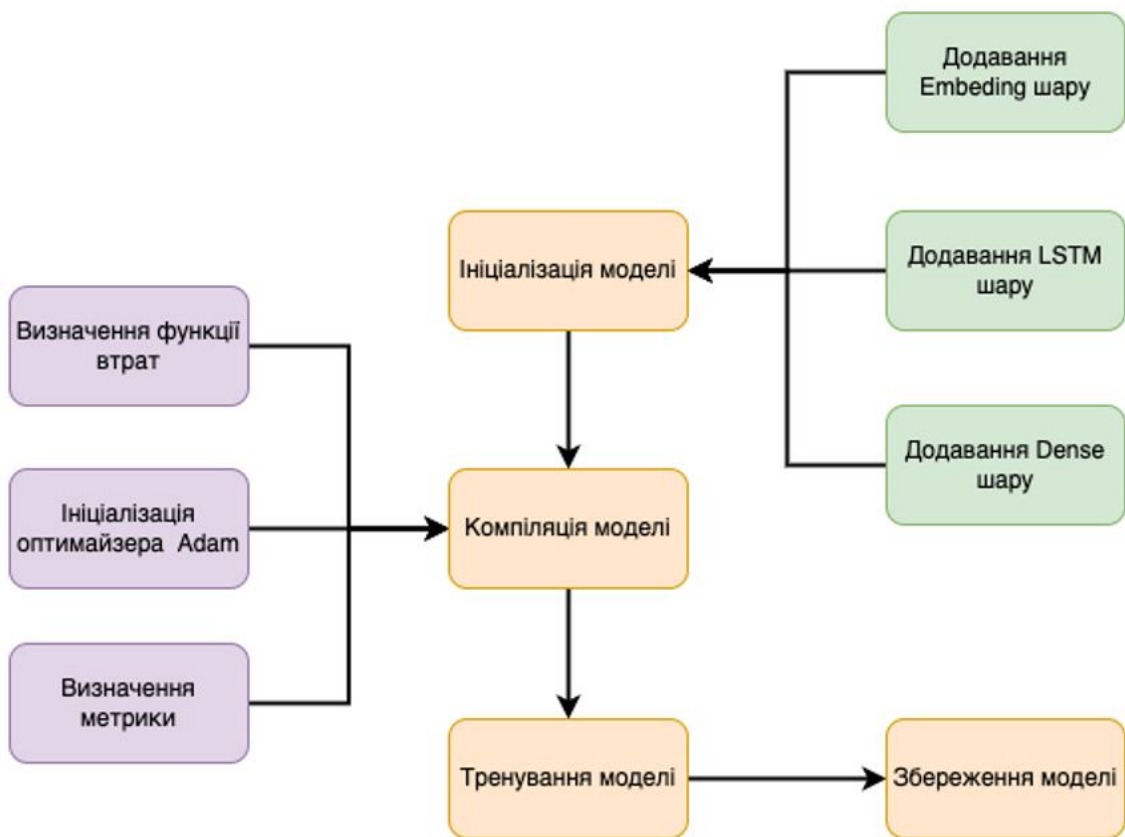 Додавання
Embeding шару
Ініціалізація моделі
Додавання LSTM
шару
Визначення функції
втрат
Додавання Dense
шару
Ініціалізація
оптимайзера Adam
Компіляція моделі
Визначення
метрики
Тренування моделі
Збереження моделі